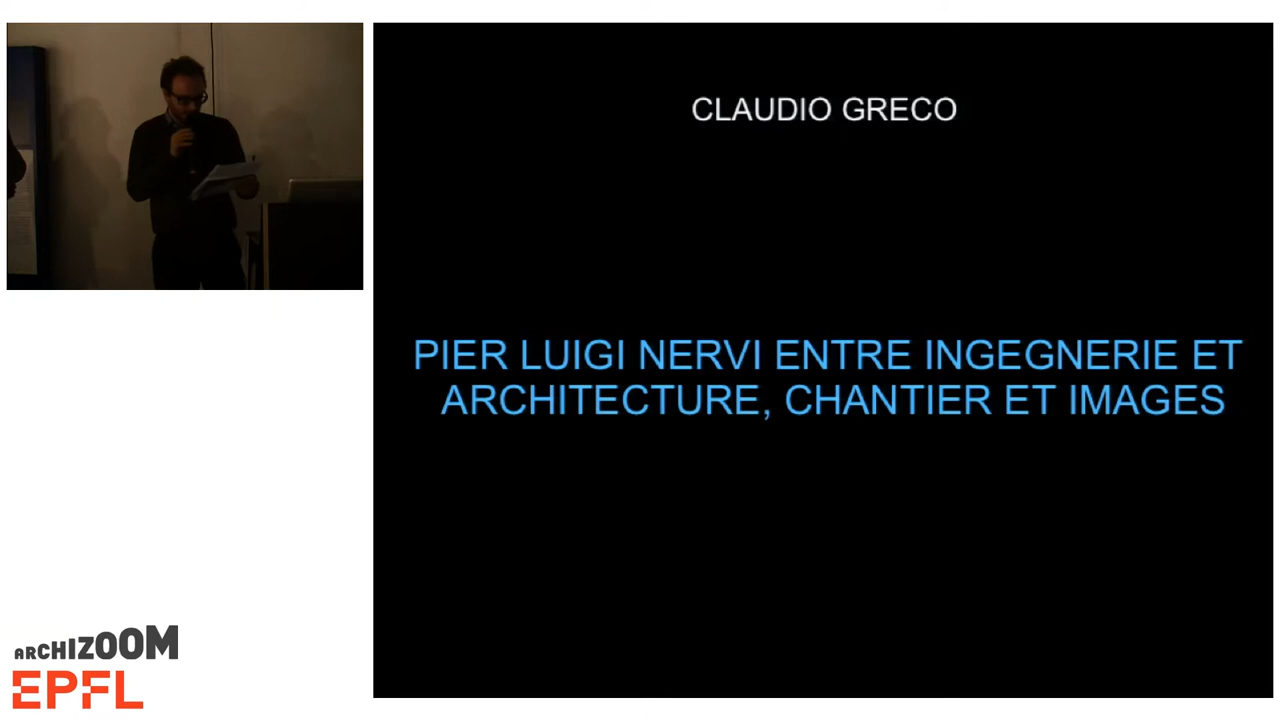 CLAUDIO GRECO
PIER LUIGI NERVI ENTRE INGEGNERIE ET
ARCHITECTURE, CHANTIER ET IMAGES
ARCHIZOOM
EPFL